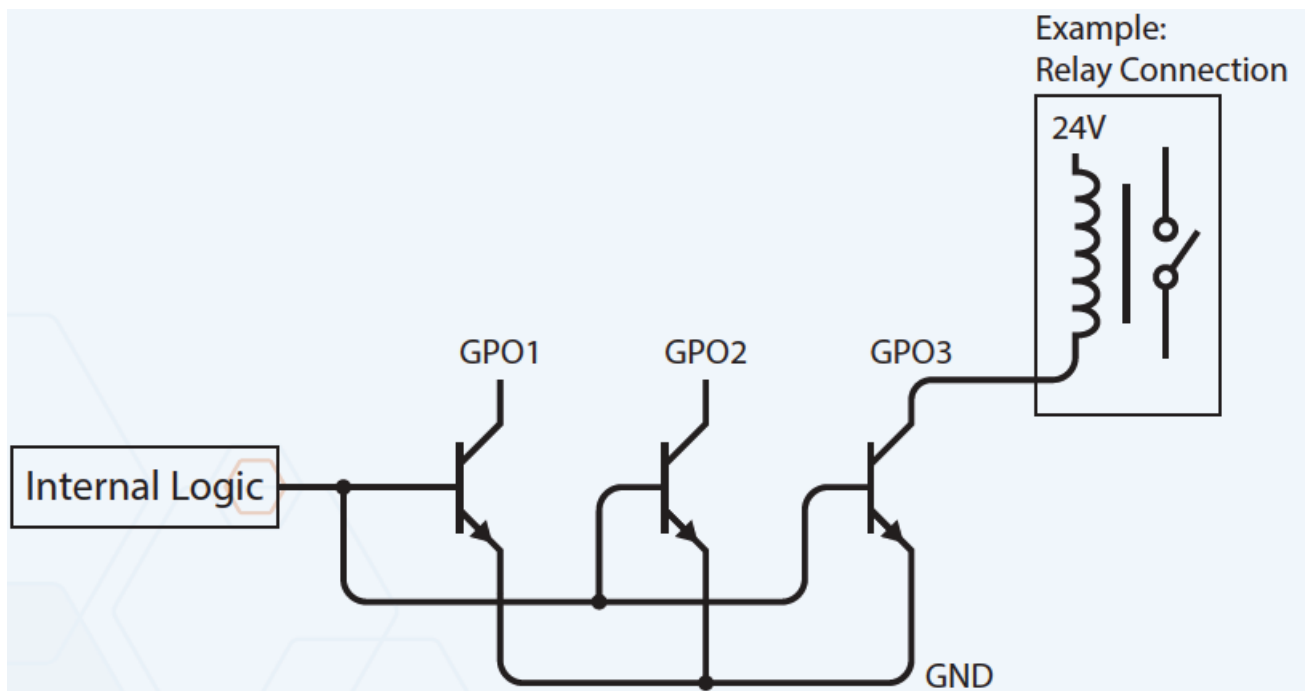 Example:
Relay Connection
24V
GPO1
GPO2
GPO3
Internal Logic
GND